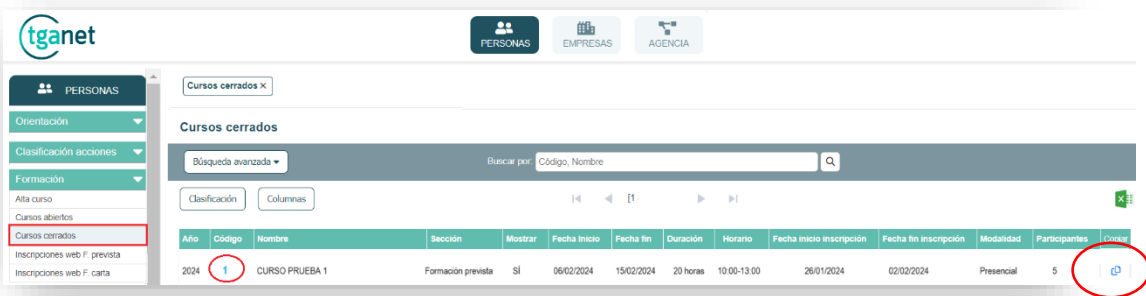 tganet
PERSONAS EMPRESAS AGENCIA
PERSONAS
Orientación
Clasificación acciones
Formación
Alta curso
Cursos abiertos
Cursos cerrados
Inscripciones web F. prevista
Inscripciones web F. carta
Cursos cerrados ×
Cursos cerrados
Búsqueda avanzada Buscar por: Código, Nombre
Clasificación Columnas [1
Año Código Nombre Sección Mostrar Fecha Inicio Fecha fin Duración Horario Fecha inicio inscripción Fecha fin inscripción Modalidad Participantes Copiar
2024 1 CURSO PRUEBA 1 Formación prevista SÍ 06/02/2024 15/02/2024 20 horas 10:00-13:00 26/01/2024 02/02/2024 Presencial 5